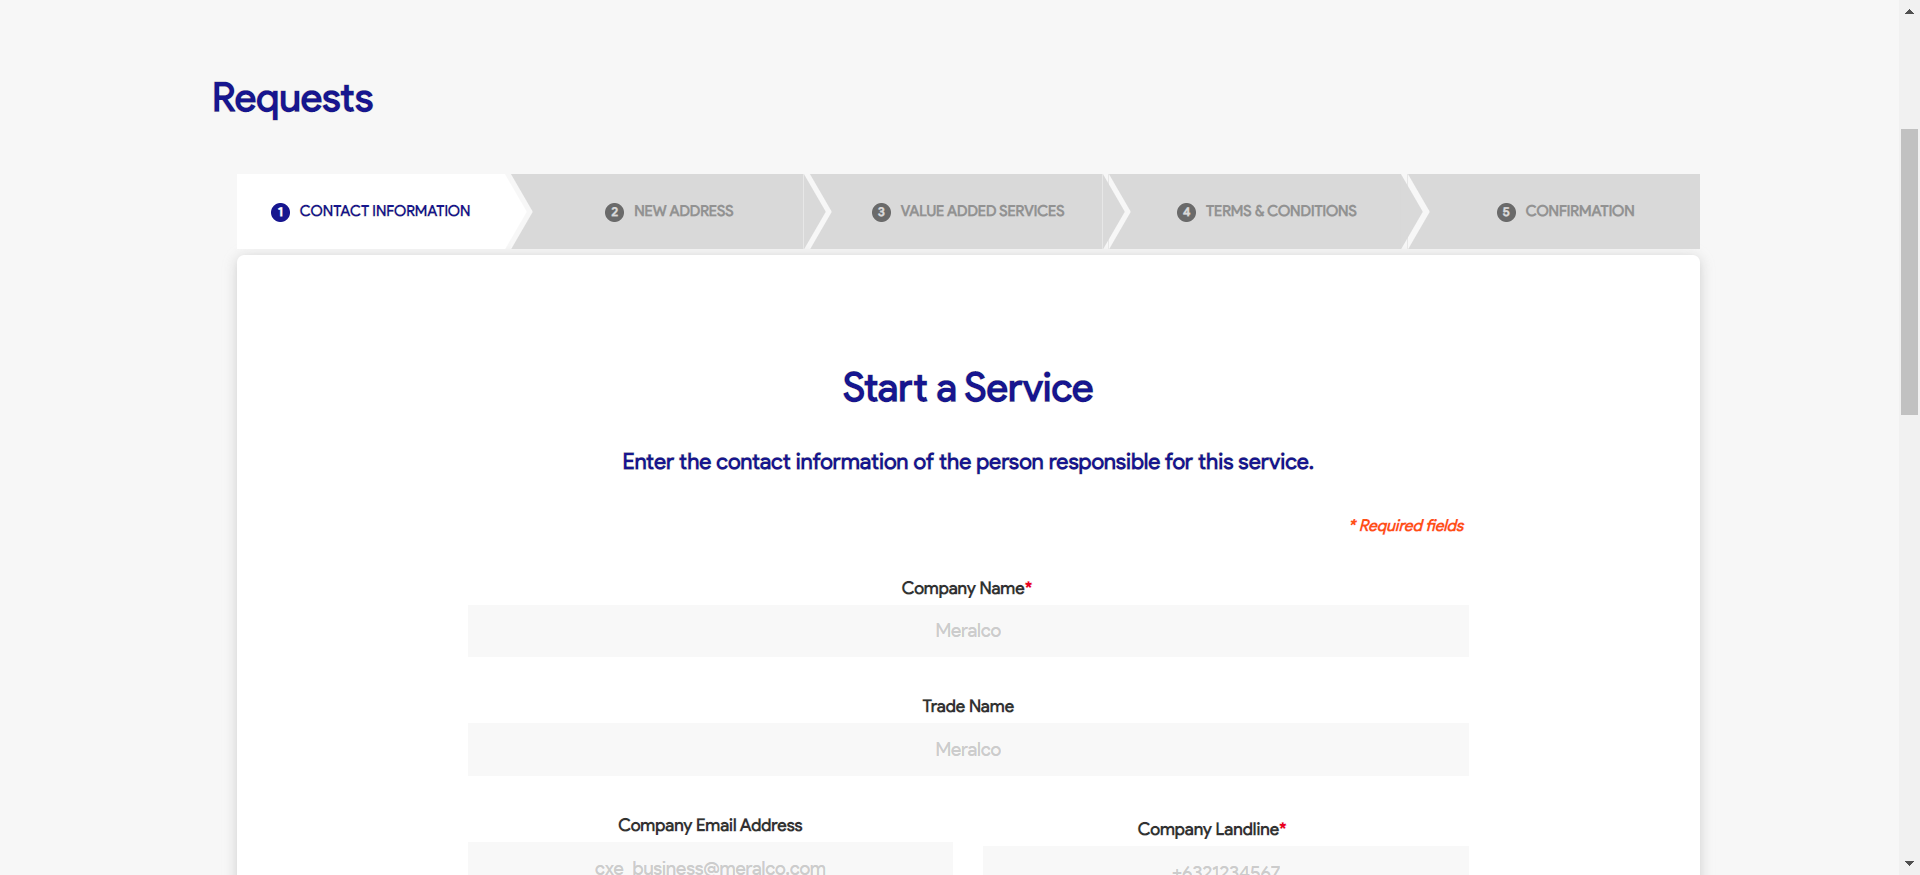 Requests
1 CONTACT INFORMATION
2 NEW ADDRESS
3 VALUE ADDED SERVICES
4 TERMS & CONDITIONS
5 CONFIRMATION
Start a Service
Enter the contact information of the person responsible for this service.
* Required fields
Company Name*
Meralco
Trade Name
Meralco
Company Email Address
cxe_business@meralco.com
Company Landline*
+6321234567